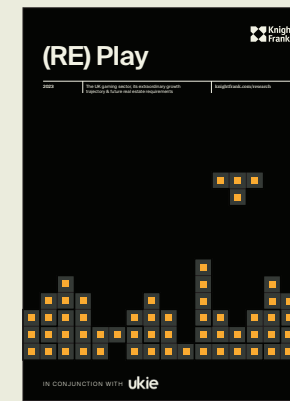 Knight
Frank
(RE) Play
2023
The UK gaming sector, its extraordinary growth
trajectory & future real estate requirements
knightfrank.com/research
IN CONJUNCTION WITH ukie